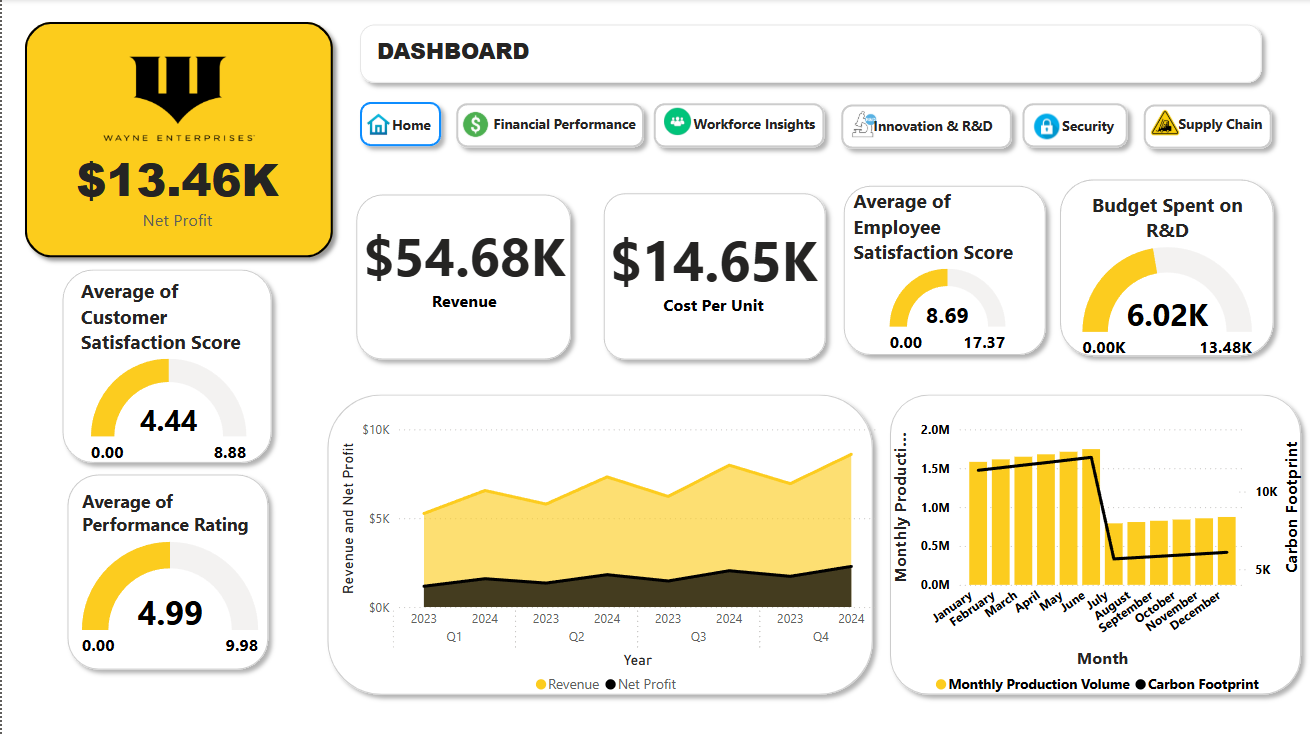 WAYNE ENTERPRISES
$13.46K
Net Profit
DASHBOARD
Home
Financial Performance
Workforce Insights
Innovation & R&D
Security
Supply Chain
$54.68K
Revenue
$14.65K
Cost Per Unit
Average of
Employee
Satisfaction Score
8.69
0.00
17.37
Budget Spent on
R&D
6.02K
0.00K
13.48K
Average of
Customer
Satisfaction Score
4.44
0.00
8.88
Average of
Performance Rating
4.99
0.00
9.98
Revenue and Net Profit
$10K
$5K
$0K
2023 2024 2023 2024 2023 2024 2023 2024
Q1 Q2 Q3 Q4
Year
Revenue Net Profit
Monthly Producti...
2.0M
1.5M
1.0M
0.5M
0.0M
10K
5K
Carbon Footprint
January
February
March
April
May
June
July
August
September
October
November
December
Month
Monthly Production Volume Carbon Footprint